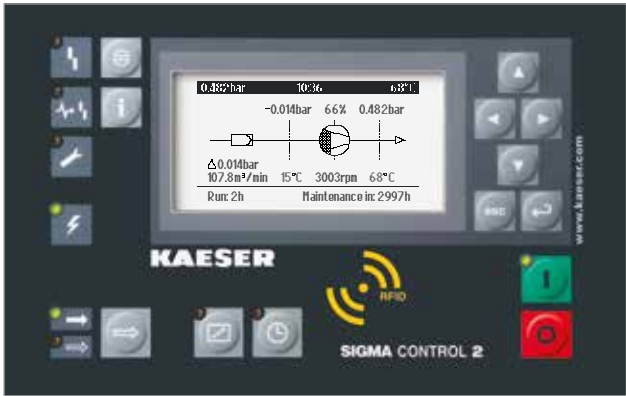 0.482bar 10:36 68°C
-0.014bar 66% 0.482bar
Δ0.014bar
107.8m³/min 15°C 3003rpm 68°C
Run: 2h Maintenance in: 2997h
esc
www.kaeser.com
KAESER
RFID
SIGMA CONTROL 2